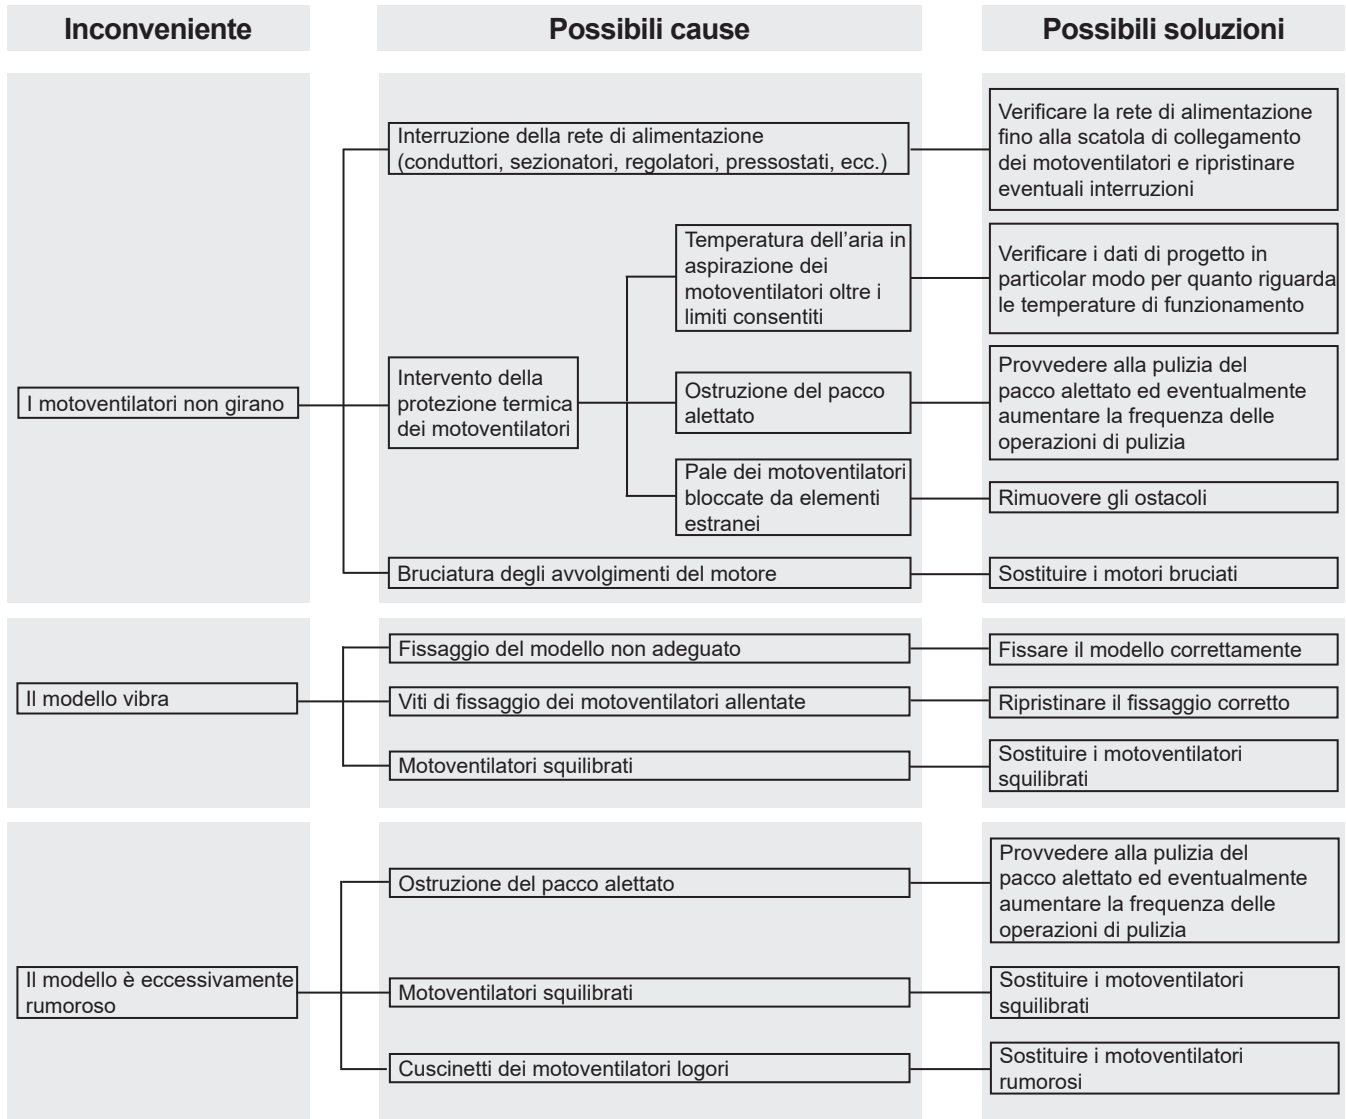 Inconveniente
Possibili cause
Possibili soluzioni
I motoventilatori non girano
Interruzione della rete di alimentazione
(conduttori, sezionatori, regolatori, pressostati, ecc.)
Verificare la rete di alimentazione
fino alla scatola di collegamento
dei motoventilatori e ripristinare
eventuali interruzioni
Intervento della
protezione termica
dei motoventilatori
Temperatura dell’aria in
aspirazione dei
motoventilatori oltre i
limiti consentiti
Verificare i dati di progetto in
particolar modo per quanto riguarda
le temperature di funzionamento
Ostruzione del pacco
alettato
Provvedere alla pulizia del
pacco alettato ed eventualmente
aumentare la frequenza delle
operazioni di pulizia
Pale dei motoventilatori
bloccate da elementi
estranei
Rimuovere gli ostacoli
Bruciatura degli avvolgimenti del motore
Sostituire i motori bruciati
Il modello vibra
Fissaggio del modello non adeguato
Fissare il modello correttamente
Viti di fissaggio dei motoventilatori allentate
Ripristinare il fissaggio corretto
Motoventilatori squilibrati
Sostituire i motoventilatori
squilibrati
Il modello è eccessivamente
rumoroso
Ostruzione del pacco alettato
Provvedere alla pulizia del
pacco alettato ed eventualmente
aumentare la frequenza delle
operazioni di pulizia
Motoventilatori squilibrati
Sostituire i motoventilatori
squilibrati
Cuscinetti dei motoventilatori logori
Sostituire i motoventilatori
rumorosi